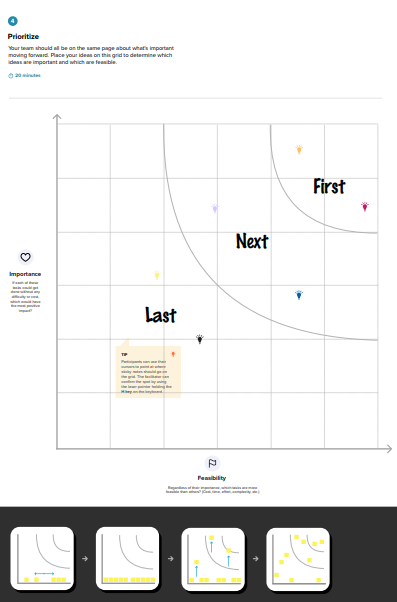 4
Prioritize
Your team should all be on the same page about what's important
moving forward. Place your ideas on this grid to determine which
ideas are important and which are feasible.
20 minutes
First
Next
Importance
If each of these
tasks could get
done without any
difficulty or cost,
which would have
the most positive
impact?
Last
TIP
Participants can use their
cursors to point at where
sticky notes should go on
the grid. The facilitator can
confirm the spot by using
the laser pointer holding the
H key on the keyboard.
Feasibility
Regardless of their importance, which tasks are more
feasible than others? (Cost, time, effort, complexity, etc.)